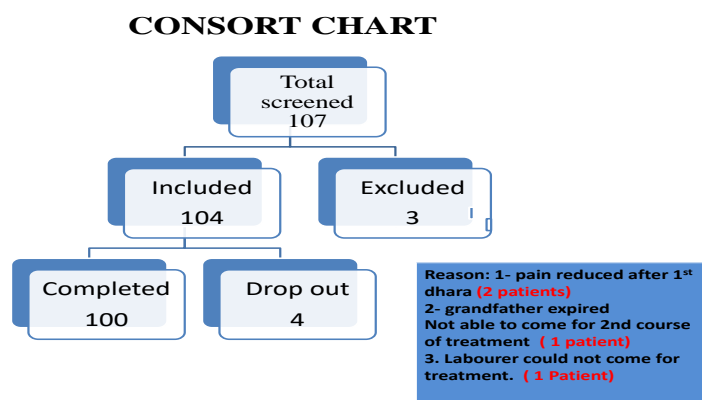 CONSORT CHART
Total
screened
107
Included
104
Excluded
3
Completed
100
Drop out
4
Reason: 1- pain reduced after 1st
dhara (2 patients)
2- grandfather expired
Not able to come for 2nd course
of treatment ( 1 patient)
3. Labourer could not come for
treatment. ( 1 Patient)